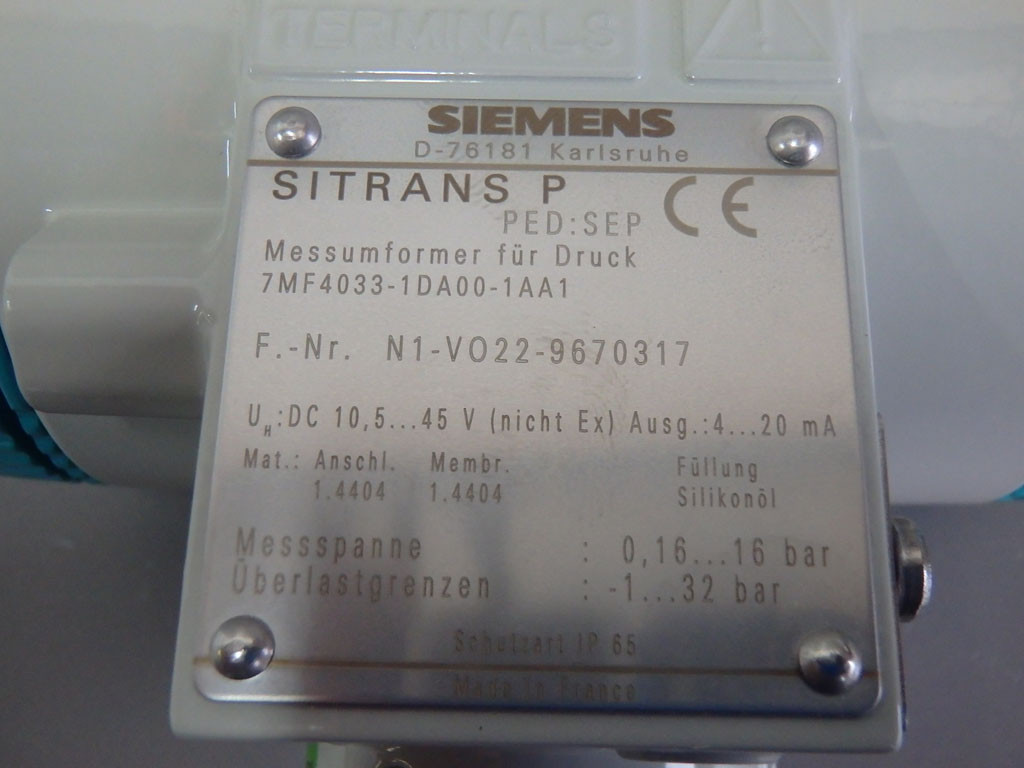 TERMINALS
SIEMENS
D-76181 Karlsruhe
SITRANS P
PED:SEP CE
Messumformer für Druck
7MF4033-1DA00-1AA1
F.-Nr. N1-VO22-9670317
UH:DC 10,5...45 V (nicht Ex) Ausg.:4...20 mA
Mat.: Anschl. Membr. Füllung
1.4404 1.4404 Silikonöl
Messspanne : 0,16...16 bar
Überlastgrenzen : -1...32 bar
Schutzart IP 65
Made in France